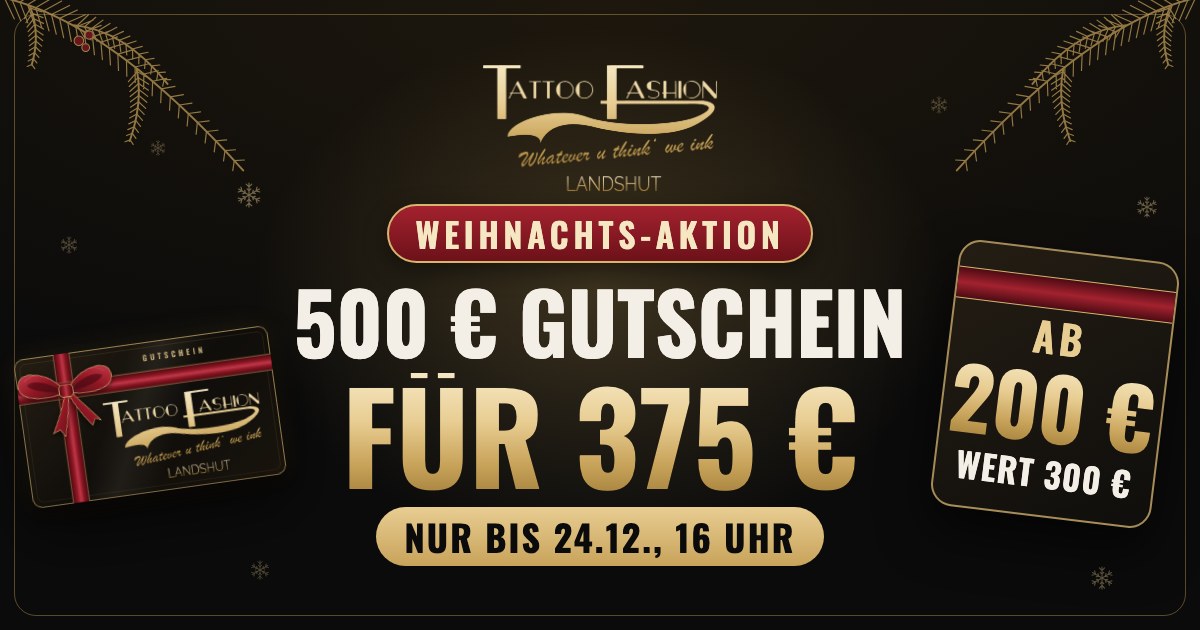 TATTOO FASHION
Whatever u think' we ink
LANDSHUT
WEIHNACHTS-AKTION
500 € GUTSCHEIN
FÜR 375 €
NUR BIS 24.12., 16 UHR
GUTSCHEIN
TATTOO FASHION
Whatever u think' we ink
LANDSHUT
AB
200 €
WERT 300 €